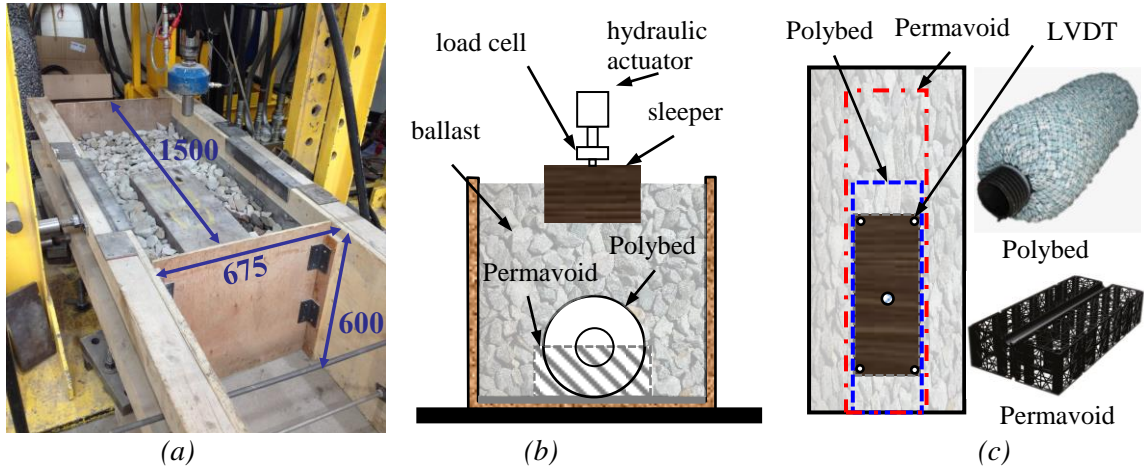 1500
675
600
(a)
load cell
hydraulic
actuator
ballast
sleeper
Polybed
Permavoid
(b)
Polybed
Permavoid
LVDT
Polybed
Permavoid
(c)